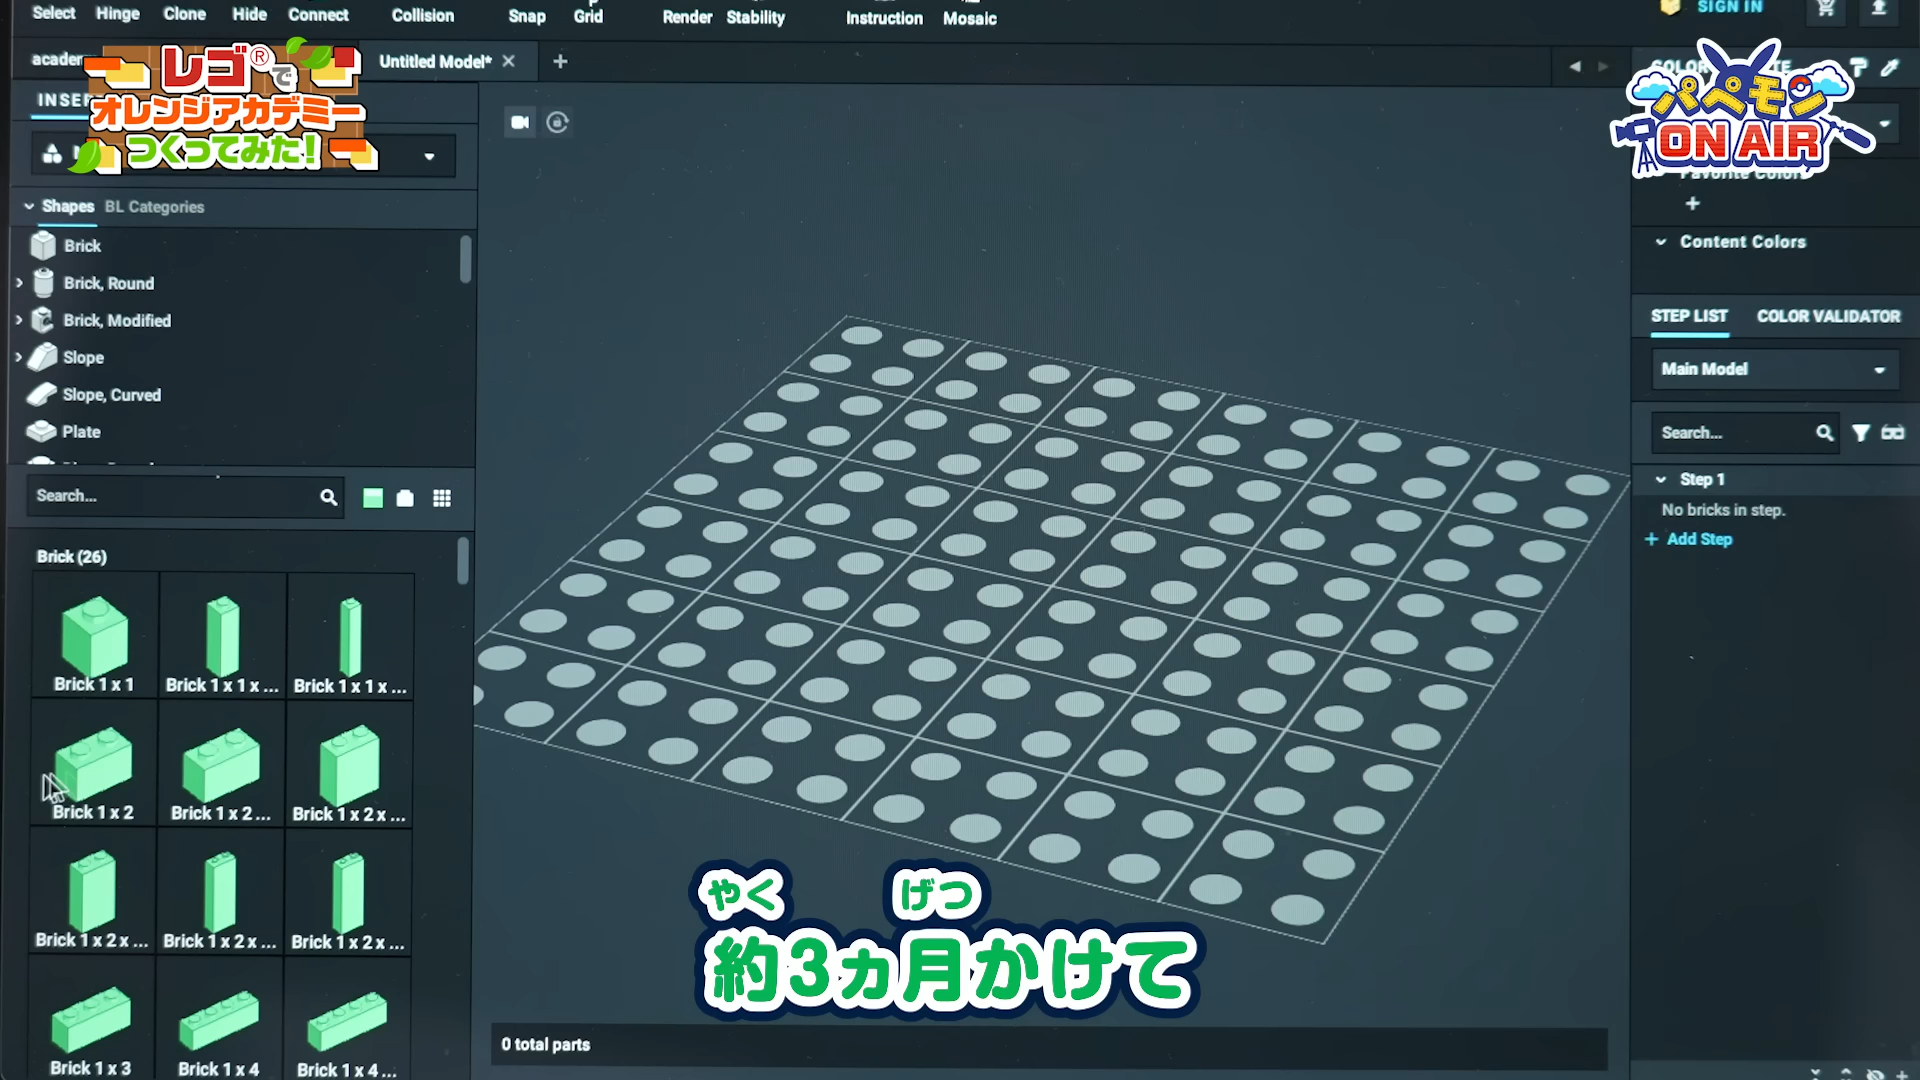 Select Hinge Clone Hide Connect Collision Snap Grid Render Stability Instruction Mosaic
SIGN IN
Untitled Model*
レゴ®で
オレンジアカデミー
つくってみた!
パペモン
ON AIR
Shapes BL Categories
Brick
Brick, Round
Brick, Modified
Slope
Slope, Curved
Plate
Search...
Brick (26)
Brick 1 x 1
Brick 1 x 1 x ...
Brick 1 x 1 x ...
Brick 1 x 2
Brick 1 x 2 ...
Brick 1 x 2 x ...
Brick 1 x 2 x ...
Brick 1 x 2 x ...
Brick 1 x 2 x ...
Brick 1 x 3
Brick 1 x 4
Brick 1 x 4 ...
Favorite Colors
Content Colors
STEP LIST COLOR VALIDATOR
Main Model
Search...
Step 1
No bricks in step.
Add Step
やく げつ
約3ヵ月かけて
0 total parts